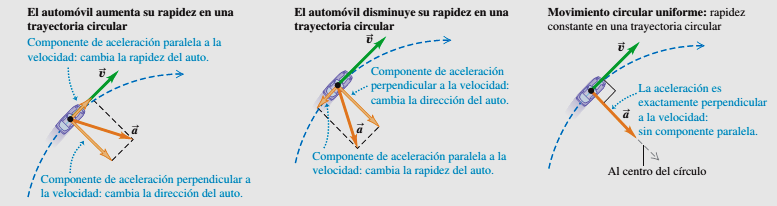 El automóvil aumenta su rapidez en una
trayectoria circular
Componente de aceleración paralela a la
velocidad: cambia la rapidez del auto.
v
a
Componente de aceleración perpendicular a
la velocidad: cambia la dirección del auto.
El automóvil disminuye su rapidez en una
trayectoria circular
v
Componente de aceleración
perpendicular a la velocidad:
cambia la dirección del auto.
a
Componente de aceleración paralela a la
velocidad: cambia la rapidez del auto.
Movimiento circular uniforme: rapidez
constante en una trayectoria circular
v
La aceleración es
exactamente perpendicular
a la velocidad:
sin componente paralela.
a
Al centro del círculo